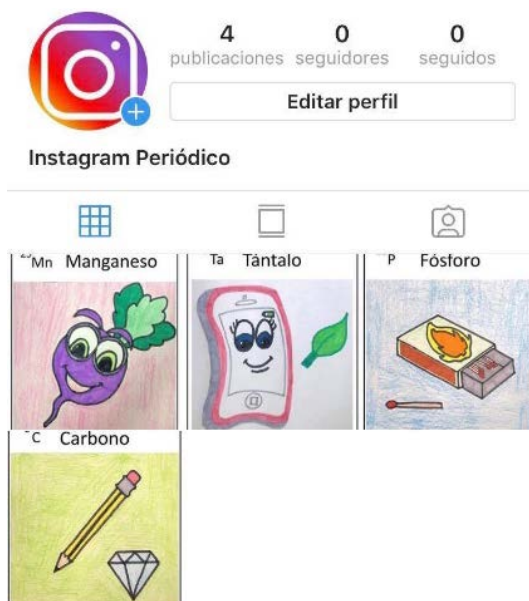 4 0 0
publicaciones seguidores seguidos
Editar perfil
Instagram Periódico
Mn Manganeso Ta Tántalo P Fósforo
C Carbono